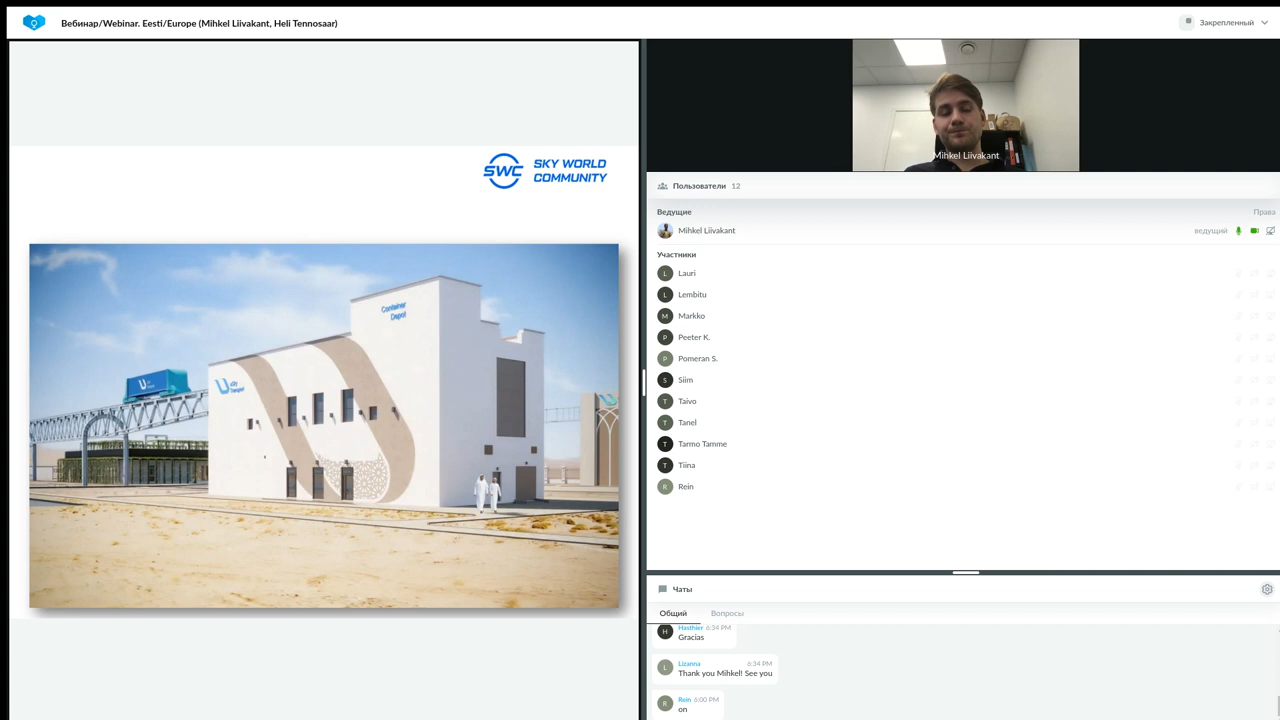 Вебинар/Webinar. Eesti/Europe (Mihkel Liivakant, Heli Tennosaar)
Закрепленный
SWC SKY WORLD
COMMUNITY
Container
Depot
Mihkel Liivakant
Пользователи 12
Ведущие Права
Mihkel Liivakant ведущий
Участники
L Lauri
L Lembitu
M Markko
P Peeter K.
P Pomeran S.
S Siim
T Taivo
T Tanel
T Tarmo Tamme
T Tiina
R Rein
Чаты
Общий Вопросы
H Hasthier 6:34 PM
Gracias
L Lizanna 6:34 PM
Thank you Mihkel! See you
R Rein 6:00 PM
on